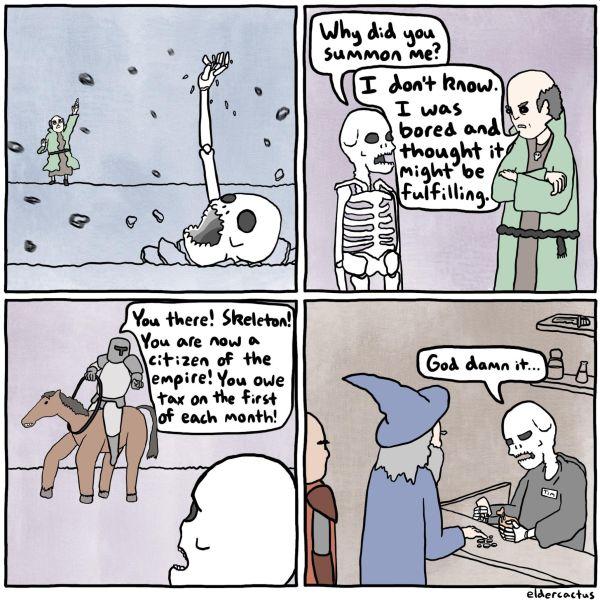 Why did you
summon me?
I don't know.
I was
bored and
thought it
might be
fulfilling.
You there! Skeleton!
You are now a
citizen of the
empire! You owe
tax on the first
of each month!
God damn it...
Tim
eldercactus